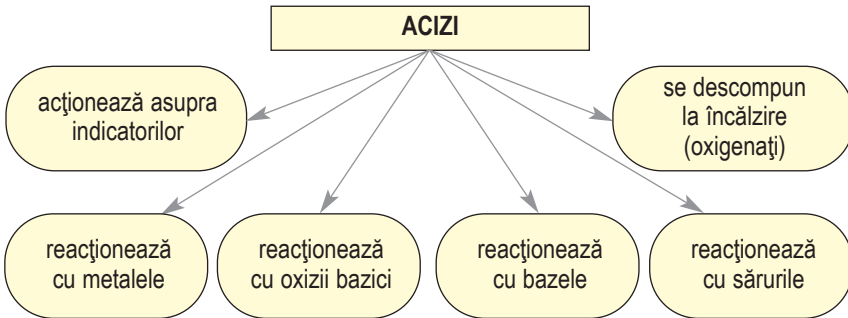 ACIZI
acţionează asupra
indicatorilor
se descompun
la încălzire
(oxigenaţi)
reacţionează
cu metalele
reacţionează
cu oxizii bazici
reacţionează
cu bazele
reacţionează
cu sărurile